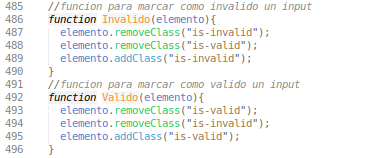 485 //funcion para marcar como invalido un input
486 function Invalido(elemento){
487 elemento.removeClass("is-invalid");
488 elemento.removeClass("is-valid");
489 elemento.addClass("is-invalid");
490 }
491 //funcion para marcar como valido un input
492 function Valido(elemento){
493 elemento.removeClass("is-valid");
494 elemento.removeClass("is-invalid");
495 elemento.addClass("is-valid");
496 }